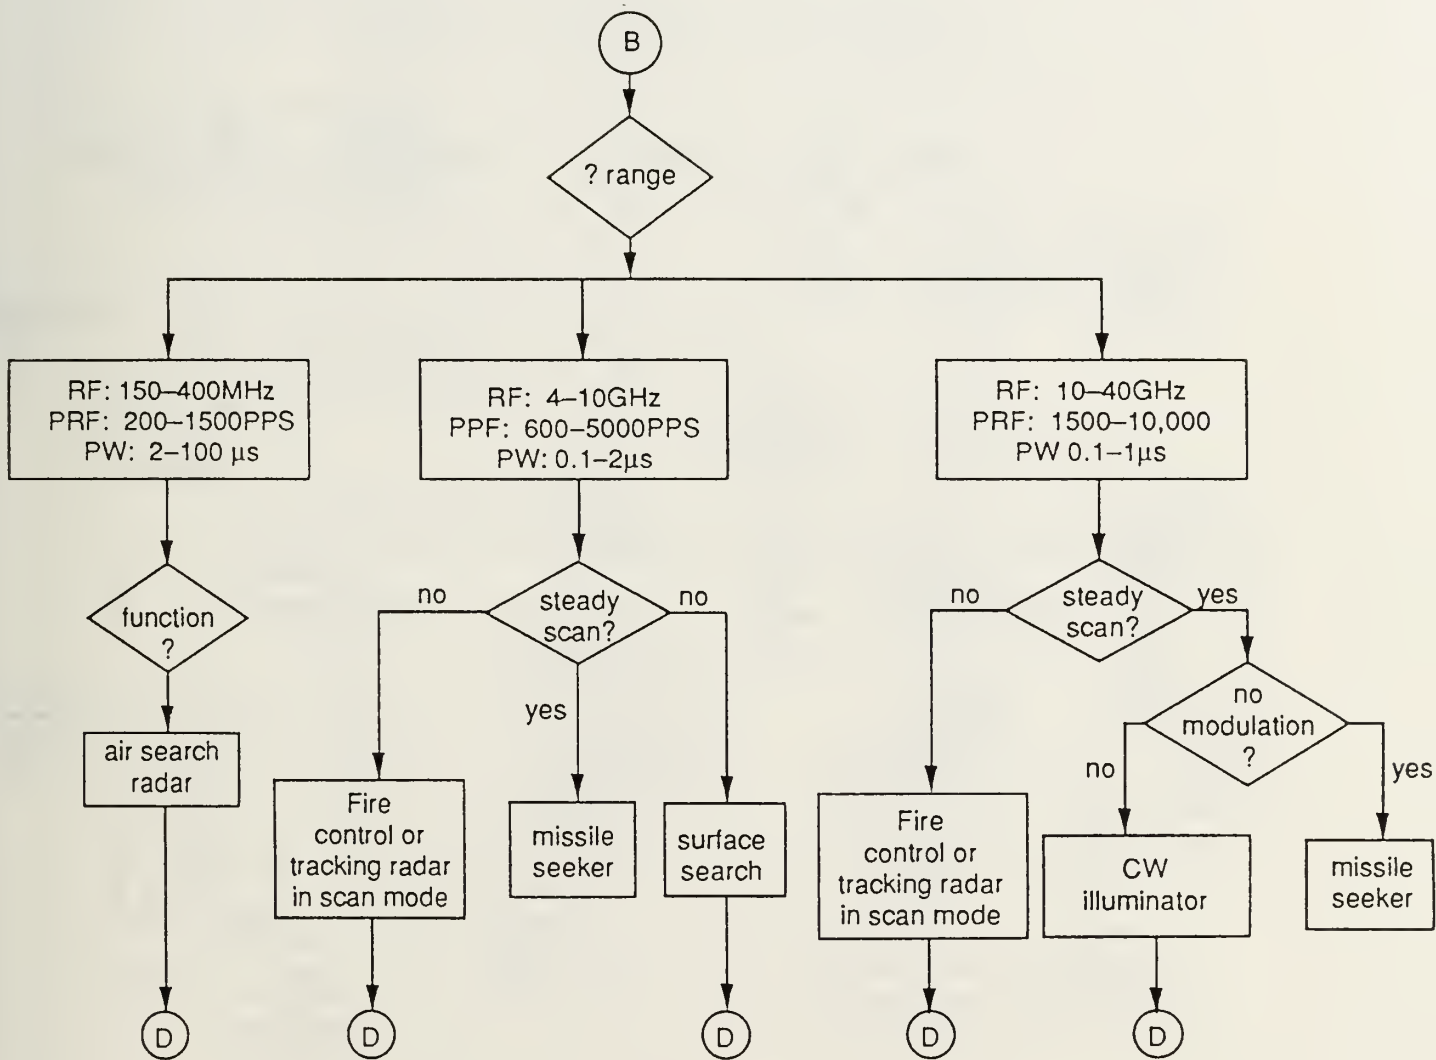 B
? range
RF: 150–400MHz
PRF: 200–1500PPS
PW: 2–100 µs
RF: 4–10GHz
PPF: 600–5000PPS
PW: 0.1–2µs
RF: 10–40GHz
PRF: 1500–10,000
PW 0.1–1µs
function
?
no
steady
scan?
no
yes
no
steady
scan?
yes
no
modulation
?
no
yes
air search
radar
Fire
control or
tracking radar
in scan mode
missile
seeker
surface
search
Fire
control or
tracking radar
in scan mode
CW
illuminator
missile
seeker
D
D
D
D
D